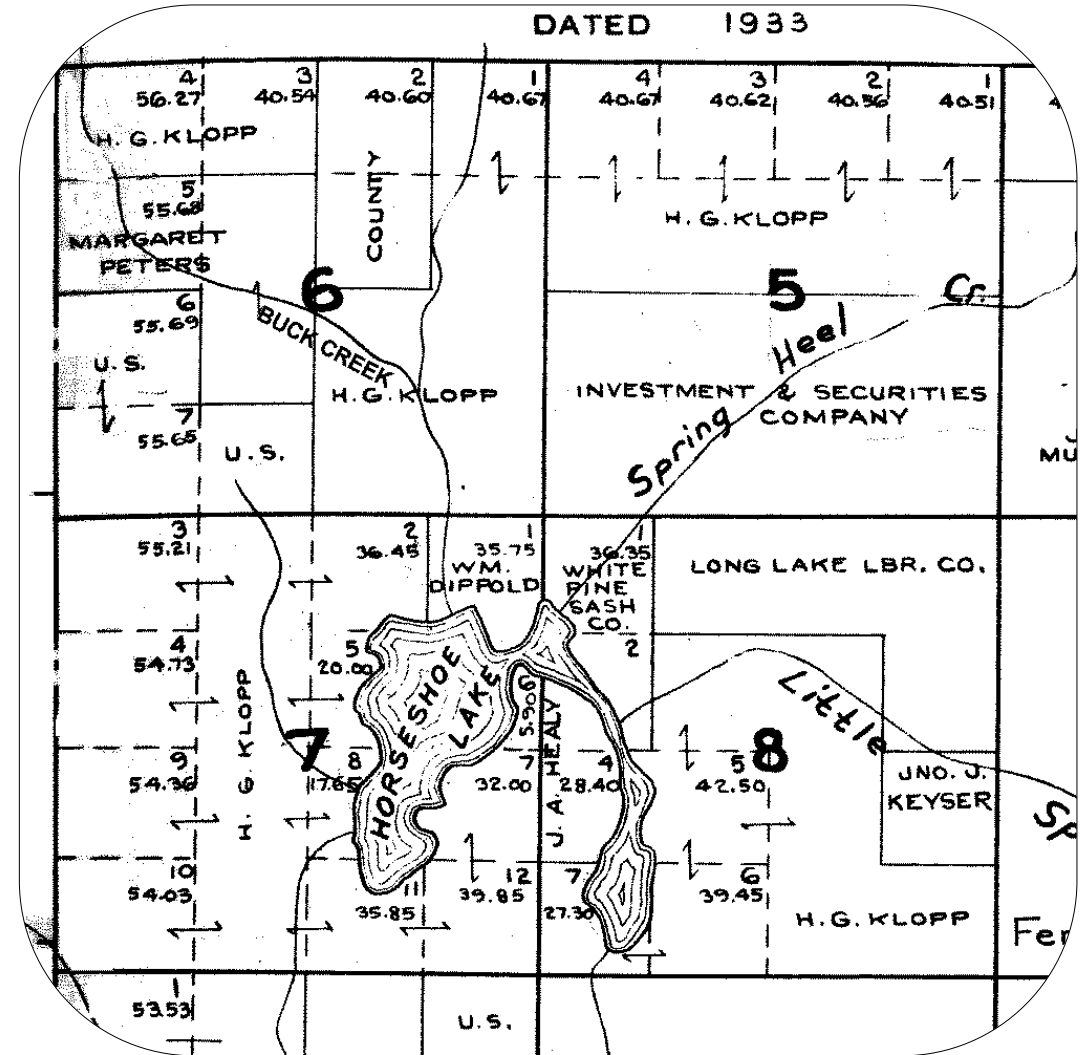 DATED 1933
4 3 2 1 4 3 2 1
56.27 40.54 40.60 40.67 40.67 40.62 40.56 40.51
H. G. KLOPP
COUNTY
5
55.68
H. G. KLOPP
MARGARET
PETERS
6
5
Cr.
6
55.69
BUCK CREEK
Heel
U.S.
H.G. KLOPP
INVESTMENT & SECURITIES
COMPANY
7
55.65
Spring
U.S.
MU
3 2 1 1
55.21 36.45 35.75 36.35
WM.
DIPPOLD
WHITE
PINE
SASH
CO.
LONG LAKE LBR. CO.
2
4 5
54.73 20.00
HORSESHOE
LAKE
6
5.90
H. G. KLOPP
J. A. HEALY
Little
7
8
9 8 7 4 5
54.36 17.65 32.00 28.40 42.50
JNO. J.
KEYSER
Sp
10 11 12 7 6
54.03 35.85 39.85 27.30 39.45
H.G. KLOPP
Fer
1
53.53
U.S.